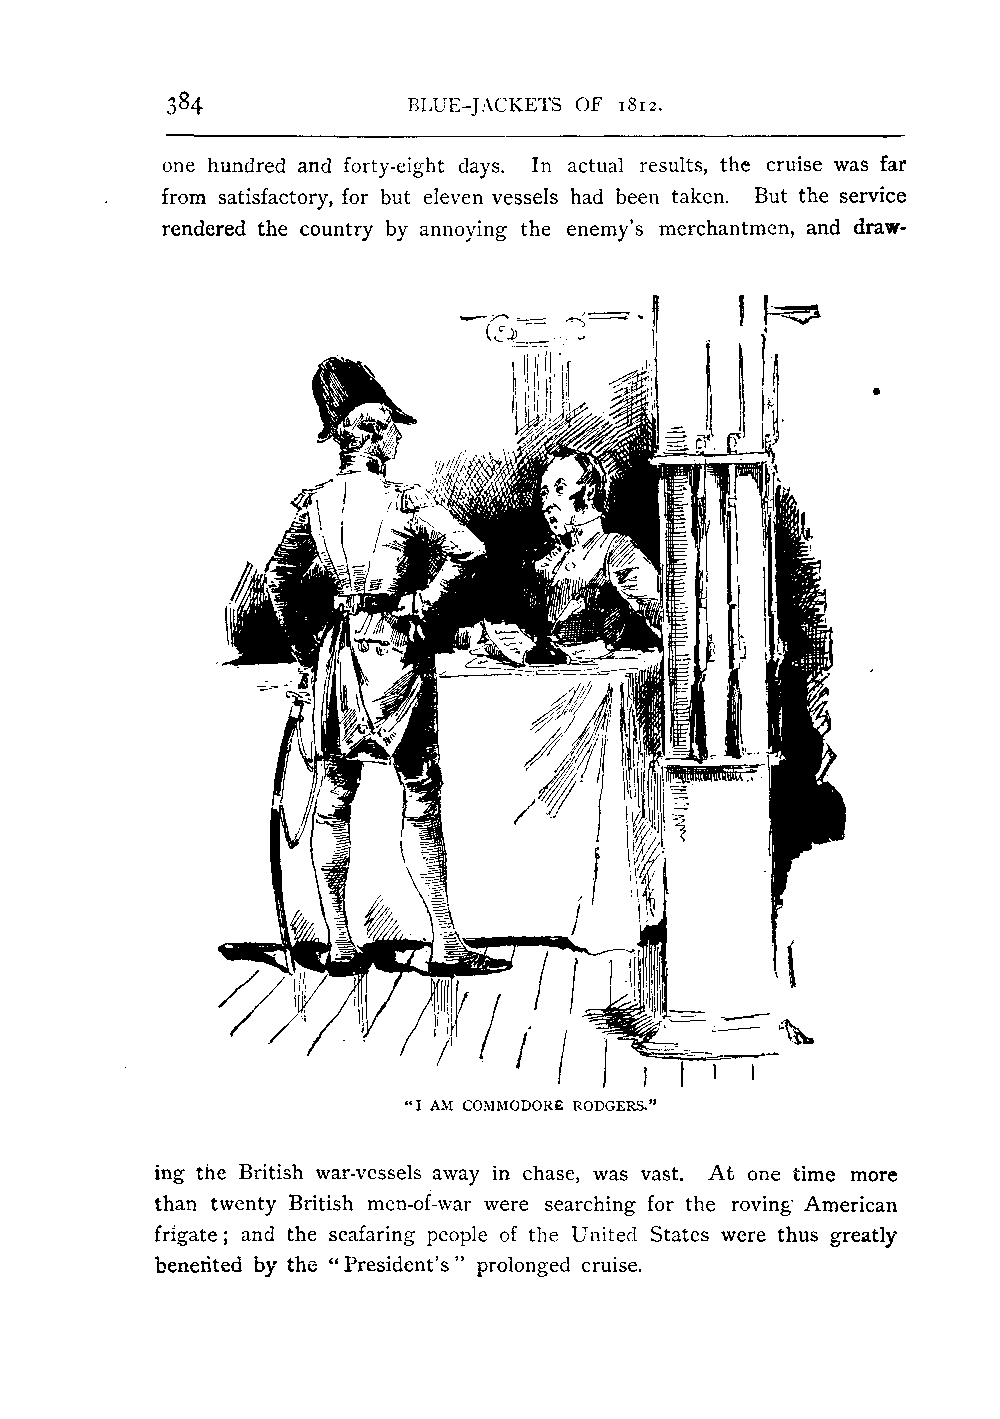 384 BLUE-JACKETS OF 1812.
one hundred and forty-eight days. In actual results, the cruise was far
from satisfactory, for but eleven vessels had been taken. But the service
rendered the country by annoying the enemy's merchantmen, and draw-
"I AM COMMODORE RODGERS."
ing the British war-vessels away in chase, was vast. At one time more
than twenty British men-of-war were searching for the roving American
frigate; and the seafaring people of the United States were thus greatly
benefited by the "President's" prolonged cruise.